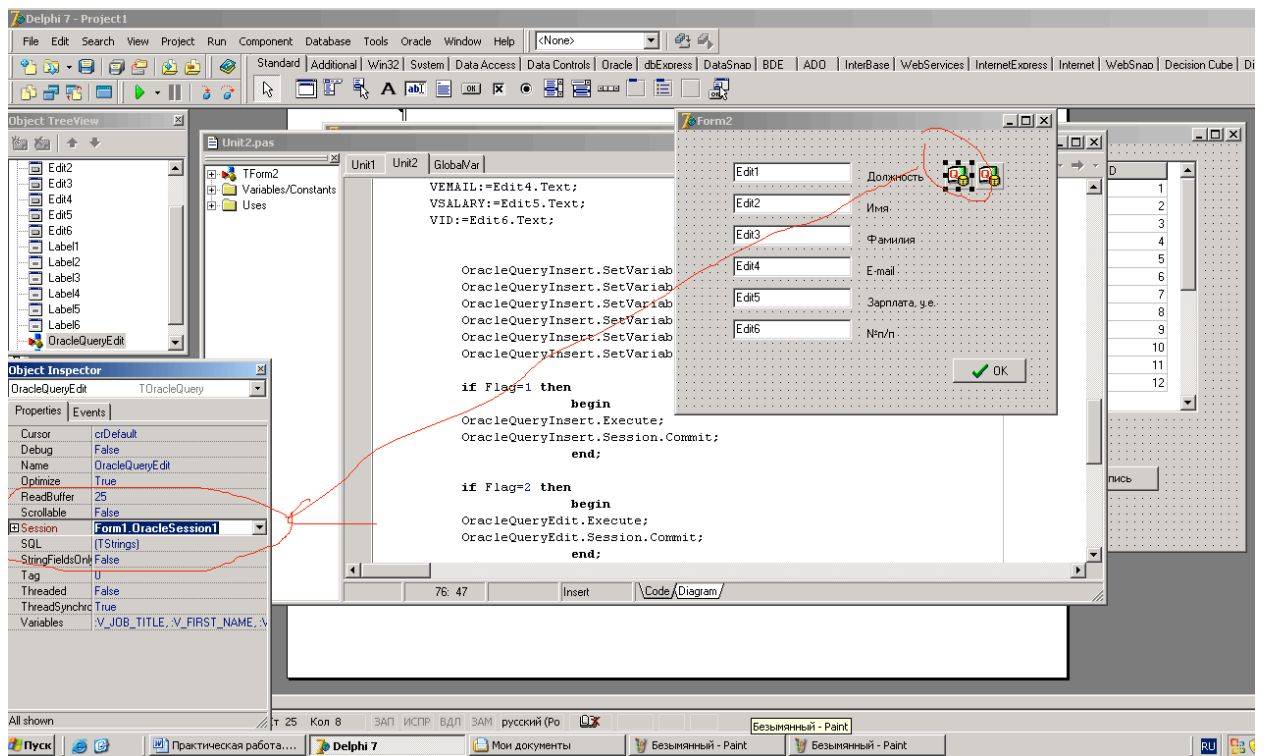 Delphi 7 - Project1
File Edit Search View Project Run Component Database Tools Oracle Window Help <None>
Standard Additional Win32 System Data Access Data Controls Oracle dbExpress DataSnap BDE ADO InterBase WebServices InternetExpress Internet WebSnap Decision Cube Di
Object TreeView
Edit2
Edit3
Edit4
Edit5
Edit6
Label1
Label2
Label3
Label4
Label5
Label6
OracleQueryEdit
Object Inspector
OracleQueryEdit TOracleQuery
Properties Events
Cursor crDefault
Debug False
Name OracleQueryEdit
Optimize True
ReadBuffer 25
Scrollable False
Session Form1.OracleSession1
SQL (TStrings)
StringFieldsOnl False
Tag 0
Threaded False
ThreadSynchrc True
Variables :V_JOB_TITLE, :V_FIRST_NAME, :V
All shown
Unit2.pas
TForm2
Variables/Constants
Uses
Unit1 Unit2 GlobalVar
VEMAIL:=Edit4.Text;
VSALARY:=Edit5.Text;
VID:=Edit6.Text;
OracleQueryInsert.SetVariab
OracleQueryInsert.SetVariab
OracleQueryInsert.SetVariab
OracleQueryInsert.SetVariab
OracleQueryInsert.SetVariab
OracleQueryInsert.SetVariab
if Flag=1 then
begin
OracleQueryInsert.Execute;
OracleQueryInsert.Session.Commit;
end;
if Flag=2 then
begin
OracleQueryEdit.Execute;
OracleQueryEdit.Session.Commit;
end;
76: 47 Insert Code Diagram
Form2
Edit1 Должность
Edit2 Имя
Edit3 Фамилия
Edit4 E-mail
Edit5 Зарплата, у.е.
Edit6 №п/п
OK
D
1
2
3
4
5
6
7
8
9
10
11
12
пись
т 25 Кол 8 ЗАП ИСПР ВДЛ ЗАМ русский (Ро
Безымянный - Paint
Пуск Практическая работа.... Delphi 7 Мои документы Безымянный - Paint Безымянный - Paint RU